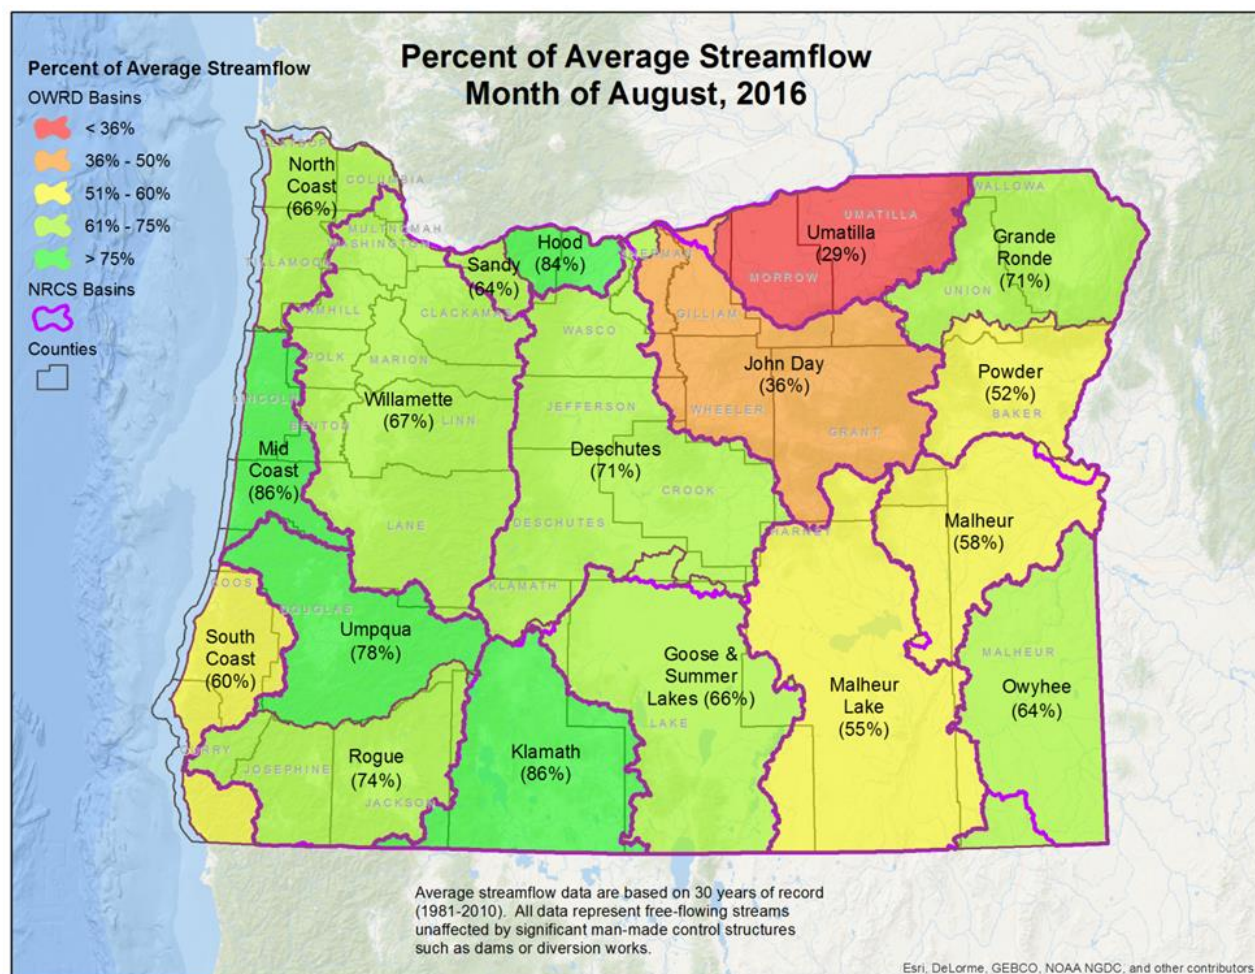 Percent of Average Streamflow
Month of August, 2016
Percent of Average Streamflow
OWRD Basins
< 36%
36% - 50%
51% - 60%
61% - 75%
> 75%
NRCS Basins
Counties
North
Coast
(66%)
COLUMBIA
MULTNOMAH
WASHINGTON
TILLAMOOK
YAMHILL
CLACKAMAS
Sandy
(64%)
Hood
(84%)
SHERMAN
WASCO
GILLIAM
MORROW
UMATILLA
Umatilla
(29%)
WALLOWA
Grande
Ronde
(71%)
UNION
POLK
MARION
LINCOLN
BENTON
LINN
Willamette
(67%)
JEFFERSON
WHEELER
John Day
(36%)
GRANT
Powder
(52%)
BAKER
Mid
Coast
(86%)
LANE
Deschutes
(71%)
CROOK
DESCHUTES
HARNEY
Malheur
(58%)
COOS
DOUGLAS
KLAMATH
South
Coast
(60%)
Umpqua
(78%)
Goose &
Summer
Lakes (66%)
LAKE
Malheur
Lake
(55%)
MALHEUR
Owyhee
(64%)
CURRY
JOSEPHINE
Rogue
(74%)
JACKSON
Klamath
(86%)
Average streamflow data are based on 30 years of record
(1981-2010). All data represent free-flowing streams
unaffected by significant man-made control structures
such as dams or diversion works.
Esri, DeLorme, GEBCO, NOAA NGDC, and other contributors